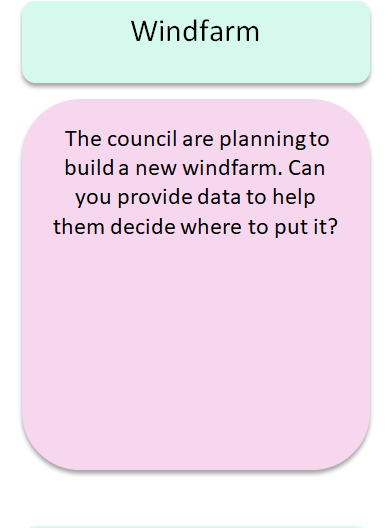 Windfarm
The council are planning to
build a new windfarm. Can
you provide data to help
them decide where to put it?